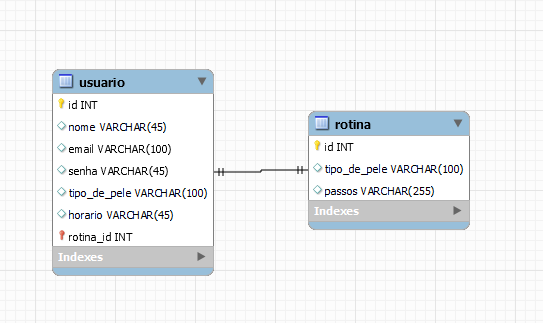 usuario
id INT
nome VARCHAR(45)
email VARCHAR(100)
senha VARCHAR(45)
tipo_de_pele VARCHAR(100)
horario VARCHAR(45)
rotina_id INT
Indexes
rotina
id INT
tipo_de_pele VARCHAR(100)
passos VARCHAR(255)
Indexes